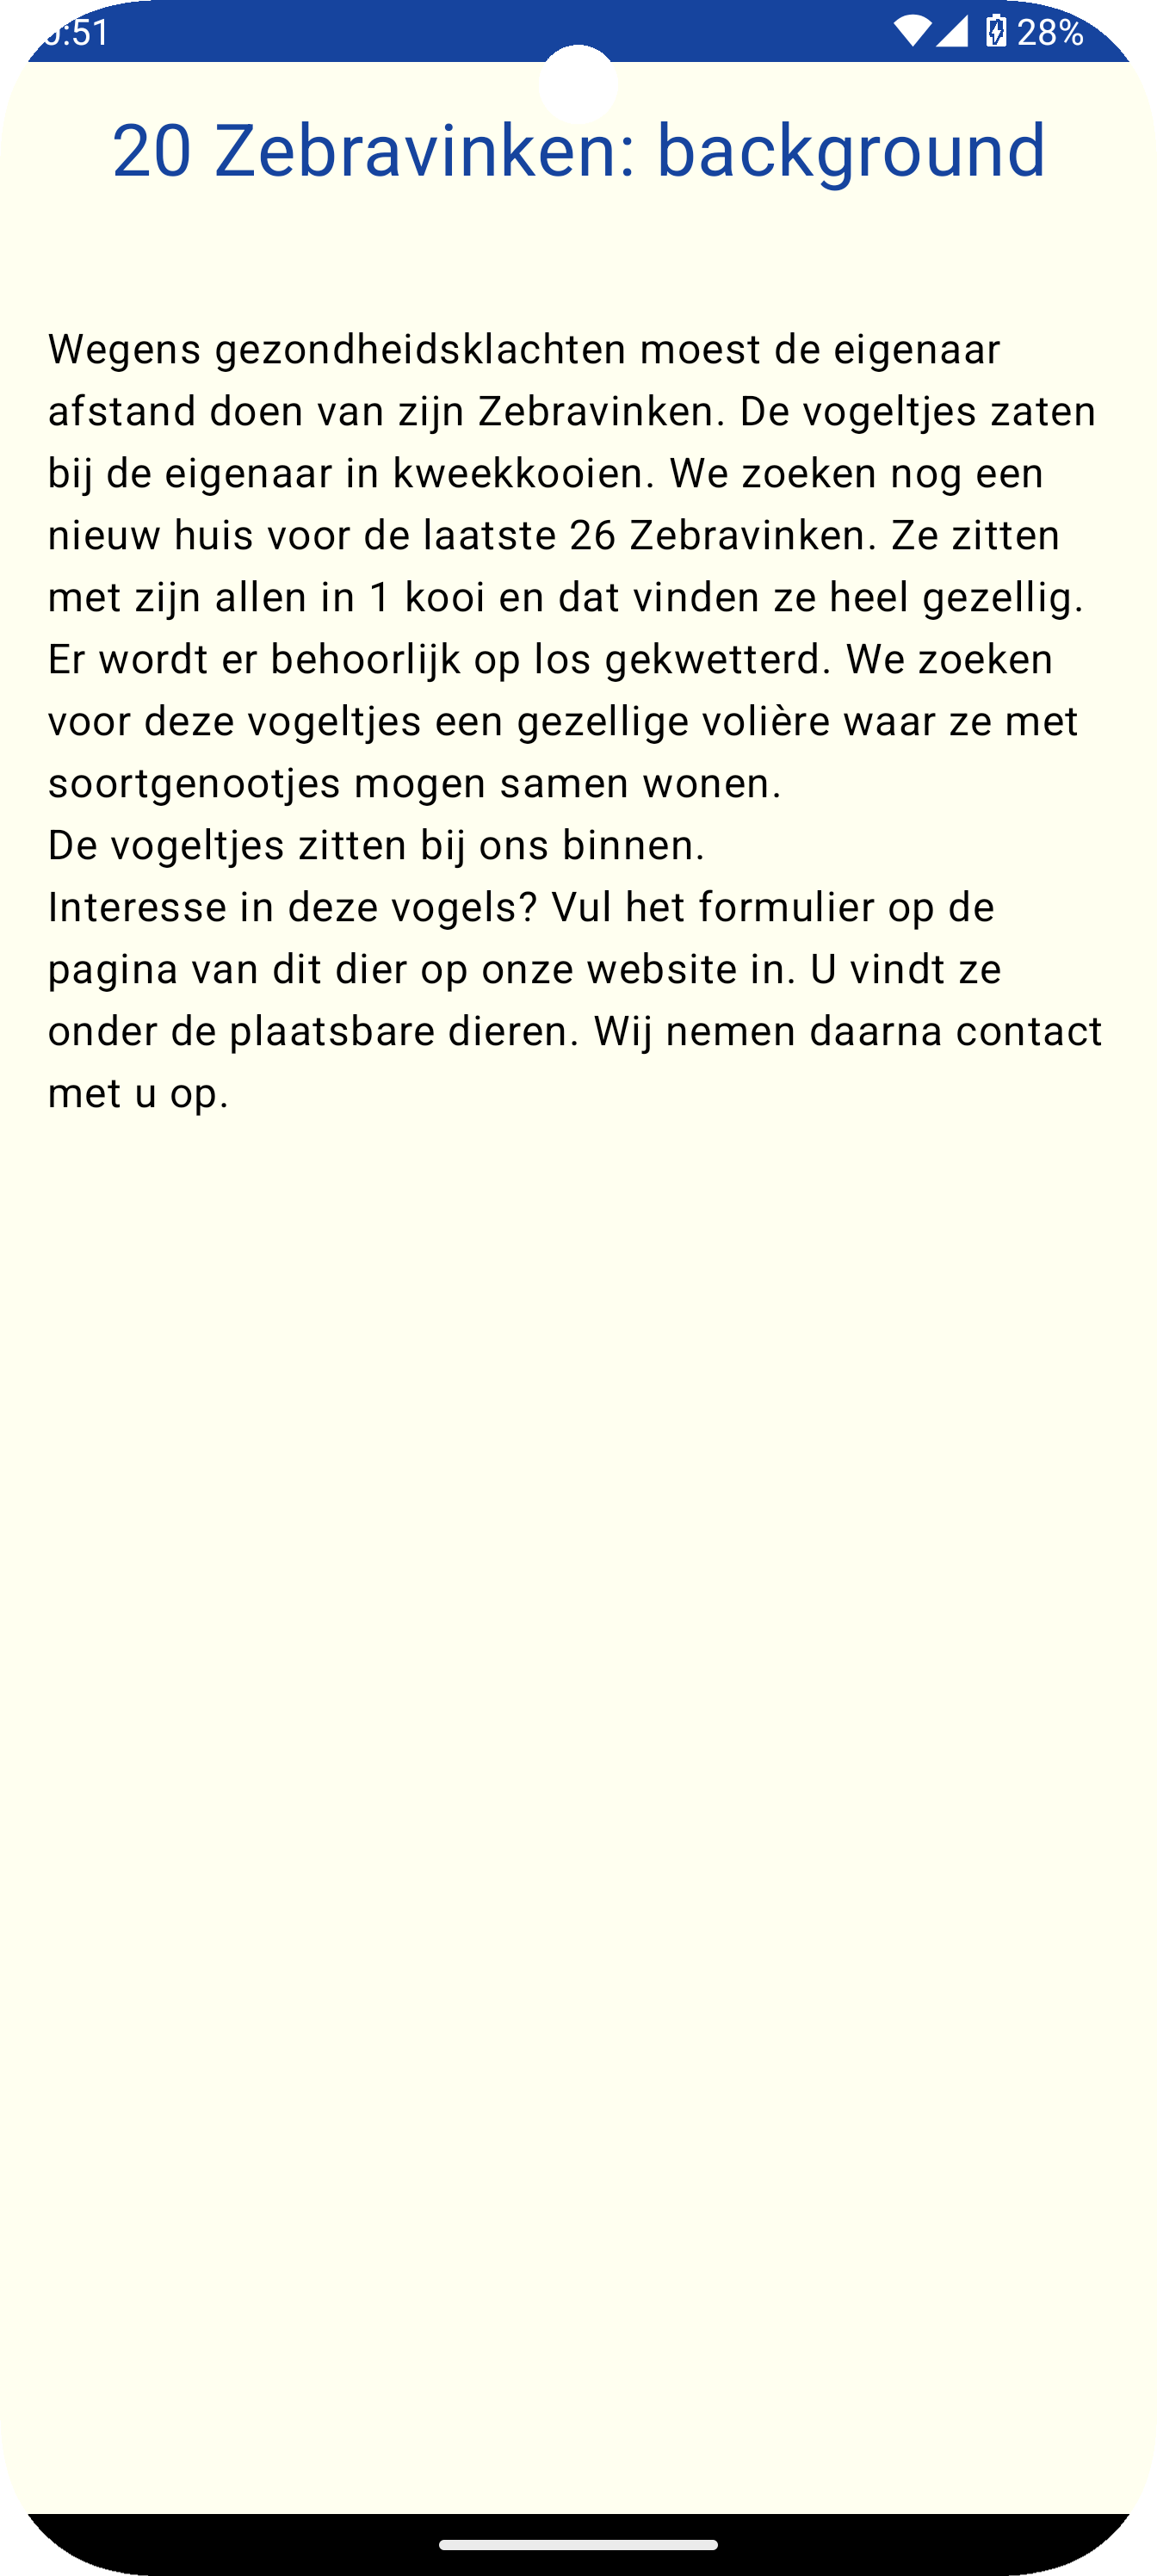 28%
20 Zebravinken: background
Wegens gezondheidsklachten moest de eigenaar
afstand doen van zijn Zebravinken. De vogeltjes zaten
bij de eigenaar in kweekkooien. We zoeken nog een
nieuw huis voor de laatste 26 Zebravinken. Ze zitten
met zijn allen in 1 kooi en dat vinden ze heel gezellig.
Er wordt er behoorlijk op los gekwetterd. We zoeken
voor deze vogeltjes een gezellige volière waar ze met
soortgenootjes mogen samen wonen.
De vogeltjes zitten bij ons binnen.
Interesse in deze vogels? Vul het formulier op de
pagina van dit dier op onze website in. U vindt ze
onder de plaatsbare dieren. Wij nemen daarna contact
met u op.